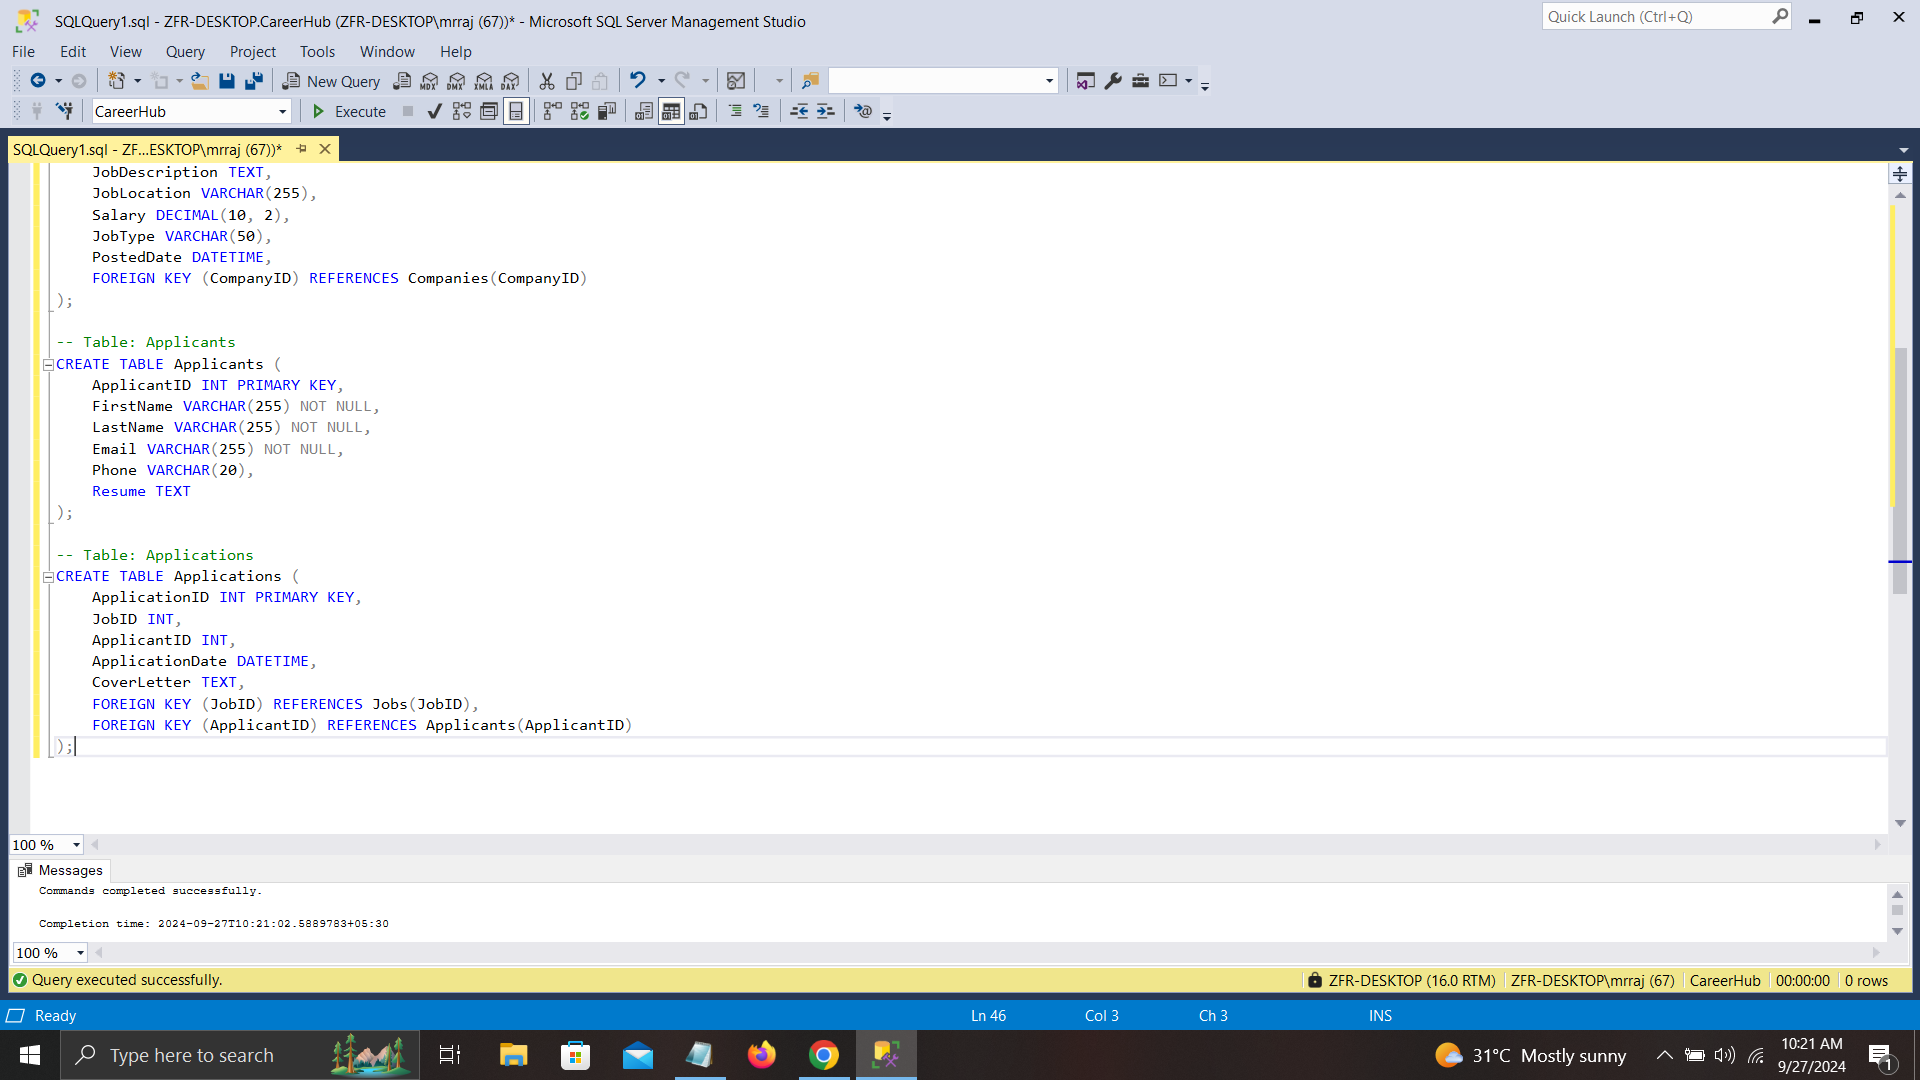 SQLQuery1.sql - ZFR-DESKTOP.CareerHub (ZFR-DESKTOP\mrraj (67))* - Microsoft SQL Server Management Studio
Quick Launch (Ctrl+Q)
File Edit View Query Project Tools Window Help
New Query MDX DMX XMLA DAX
CareerHub Execute
SQLQuery1.sql - ZF...ESKTOP\mrraj (67))*
JobDescription TEXT,
JobLocation VARCHAR(255),
Salary DECIMAL(10, 2),
JobType VARCHAR(50),
PostedDate DATETIME,
FOREIGN KEY (CompanyID) REFERENCES Companies(CompanyID)
);
-- Table: Applicants
CREATE TABLE Applicants (
ApplicantID INT PRIMARY KEY,
FirstName VARCHAR(255) NOT NULL,
LastName VARCHAR(255) NOT NULL,
Email VARCHAR(255) NOT NULL,
Phone VARCHAR(20),
Resume TEXT
);
-- Table: Applications
CREATE TABLE Applications (
ApplicationID INT PRIMARY KEY,
JobID INT,
ApplicantID INT,
ApplicationDate DATETIME,
CoverLetter TEXT,
FOREIGN KEY (JobID) REFERENCES Jobs(JobID),
FOREIGN KEY (ApplicantID) REFERENCES Applicants(ApplicantID)
);
100 %
Messages
Commands completed successfully.
Completion time: 2024-09-27T10:21:02.5889783+05:30
100 %
Query executed successfully. ZFR-DESKTOP (16.0 RTM) ZFR-DESKTOP\mrraj (67) CareerHub 00:00:00 0 rows
Ready Ln 46 Col 3 Ch 3 INS
Type here to search 31°C Mostly sunny 10:21 AM
9/27/2024
1